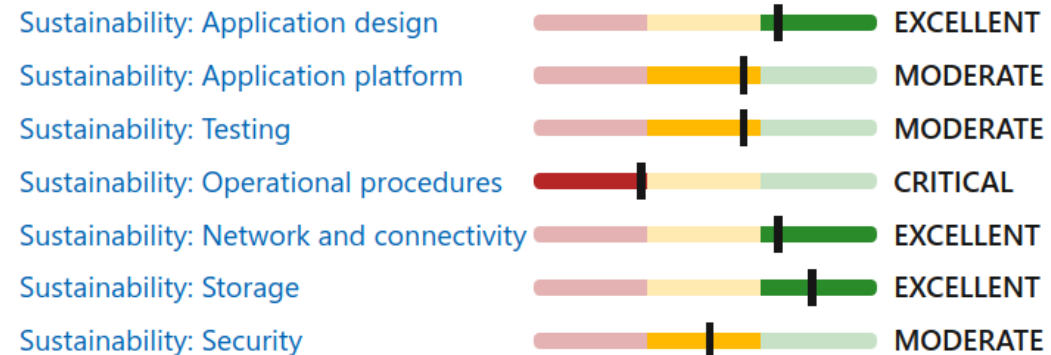 Sustainability: Application design EXCELLENT
Sustainability: Application platform MODERATE
Sustainability: Testing MODERATE
Sustainability: Operational procedures CRITICAL
Sustainability: Network and connectivity EXCELLENT
Sustainability: Storage EXCELLENT
Sustainability: Security MODERATE